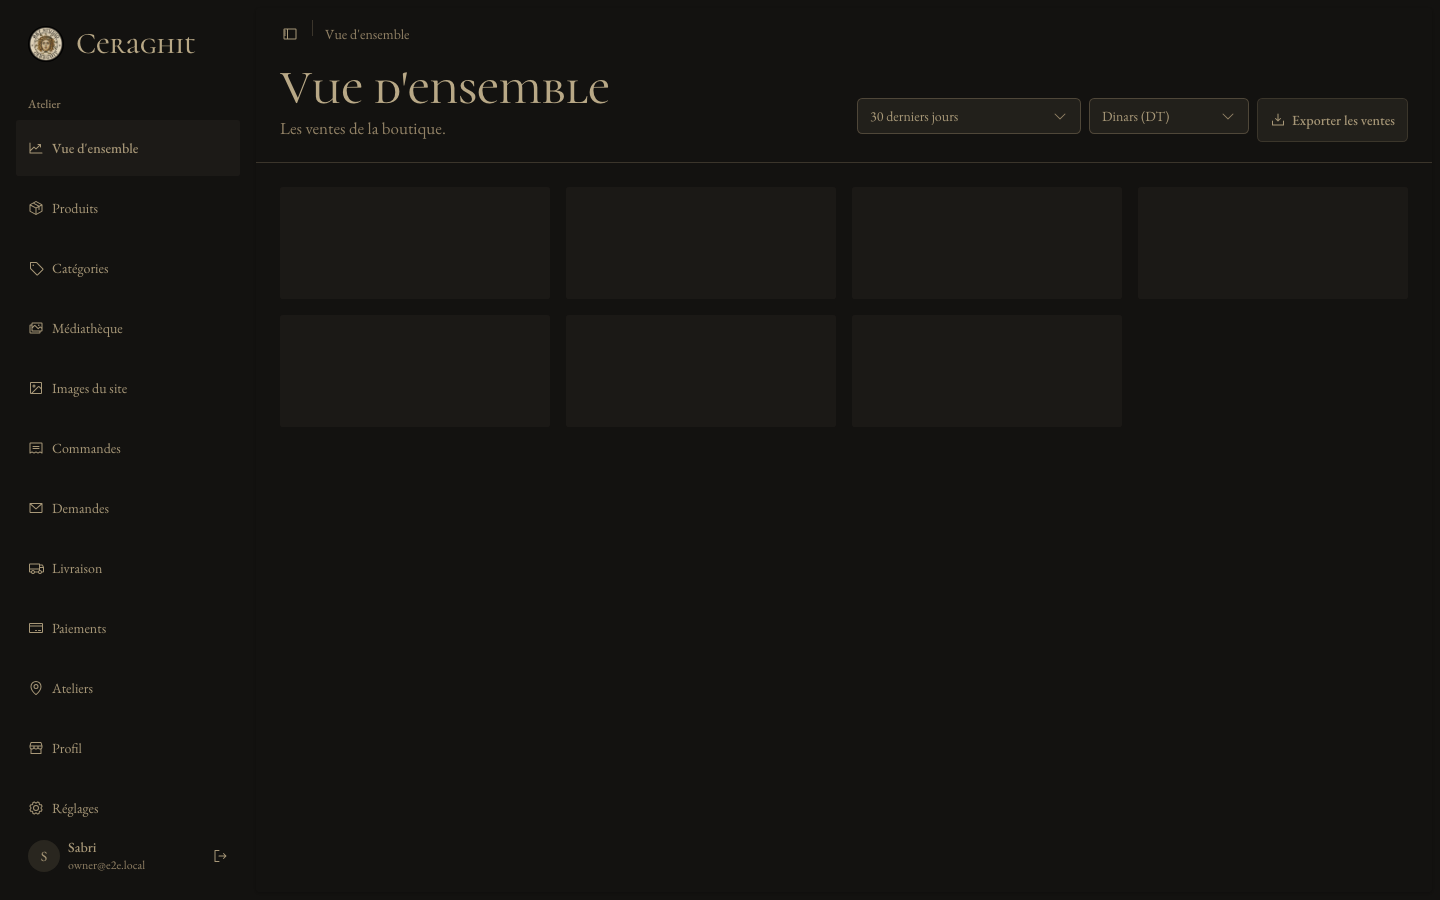 Ceraghit
Atelier
Vue d'ensemble
Produits
Catégories
Médiathèque
Images du site
Commandes
Demandes
Livraison
Paiements
Ateliers
Profil
Réglages
S
Sabri
owner@e2e.local
Vue d'ensemble
Vue d'ensemble
Les ventes de la boutique.
30 derniers jours
Dinars (DT)
Exporter les ventes